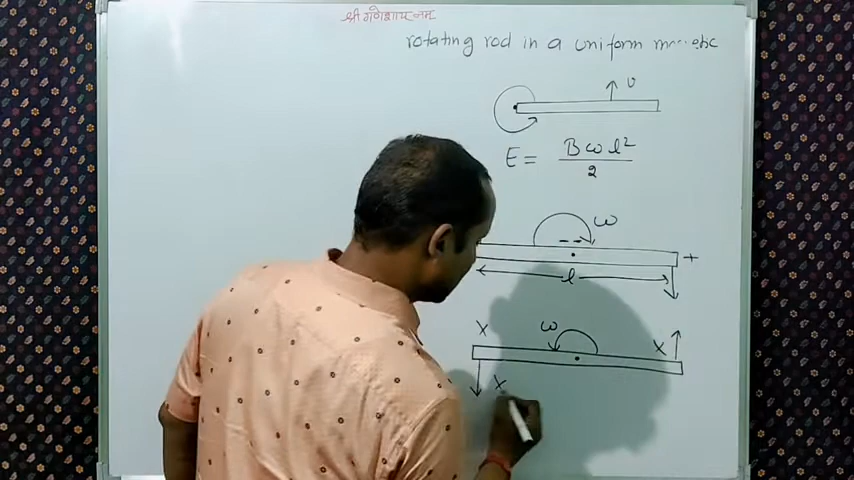 श्री गणेशाय नमः
rotating rod in a uniform
υ
E = Bωl²/2
ω
- -
+
l
X ω X
X